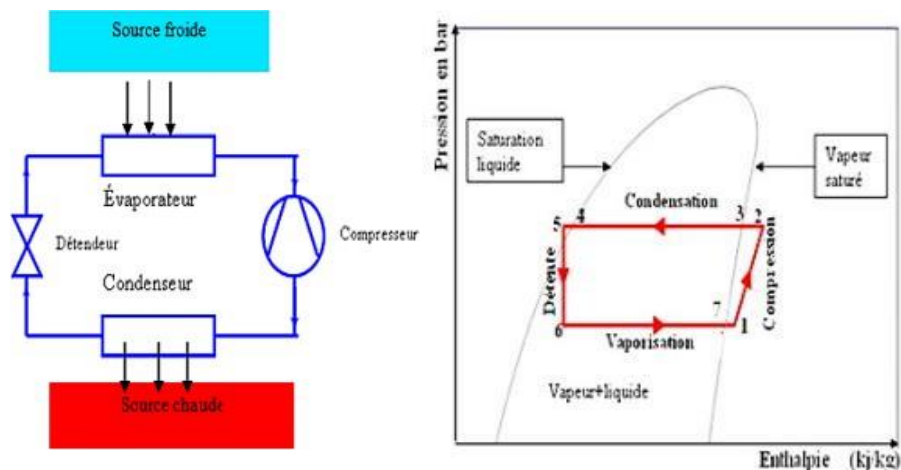 Source froide
Évaporateur
Détendeur
Compresseur
Condenseur
Source chaude
Pression en bar
Saturation
liquide
Vapeur
saturé
Condensation
5 4 3 2
Détente
Compression
6 7 1
Vaporisation
Vapeur+liquide
Enthalpie (kj/kg)